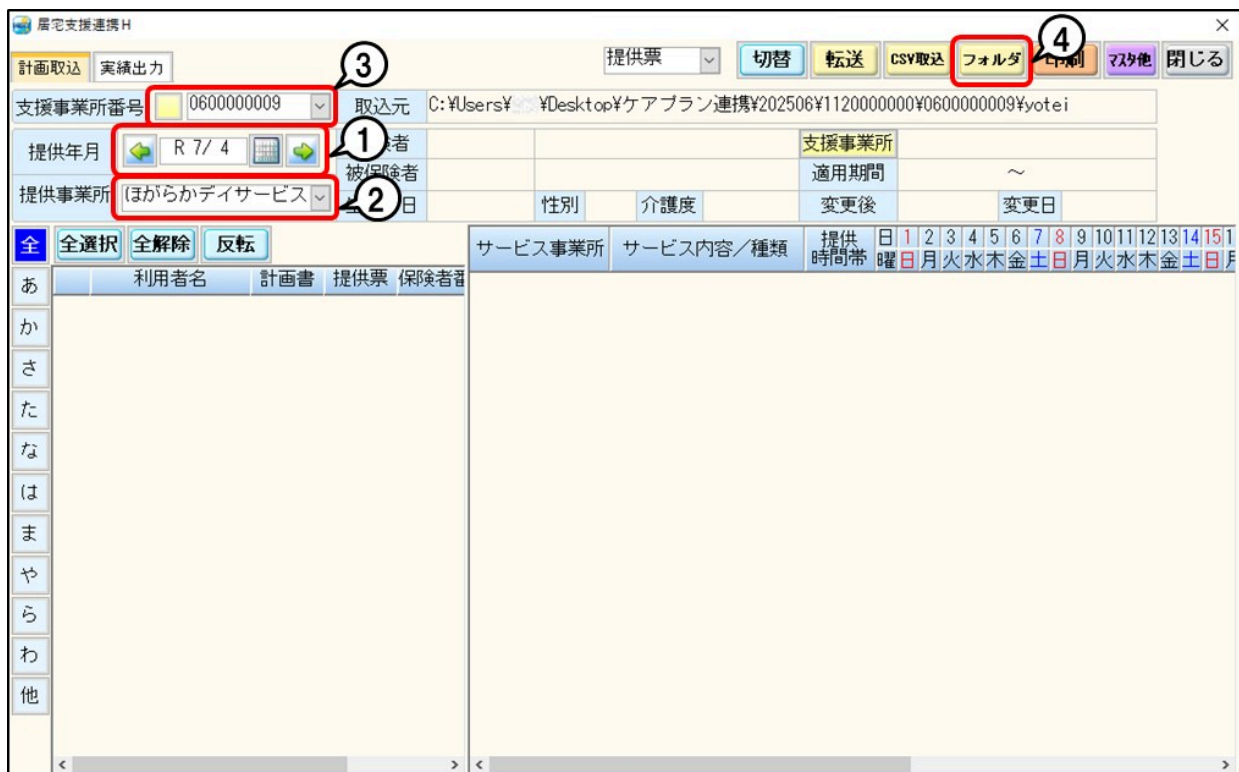 居宅支援連携H
計画取込 実績出力 提供票 切替 転送 CSV取込 フォルダ ④ マスタ他 閉じる
③
支援事業所番号 0600000009 取込元 C:¥Users¥ ¥Desktop¥ケアプラン連携¥202506¥1120000000¥0600000009¥yotei
提供年月 R 7/ 4 ① 者 支援事業所
被保険者 適用期間 ～
提供事業所 ほがらかデイサービス ② 日 性別 介護度 変更後 変更日
全 全選択 全解除 反転 サービス事業所 サービス内容／種類 提供時間帯 日 1 2 3 4 5 6 7 8 9 10 11 12 13 14 15 1
曜 日 月 火 水 木 金 土 日 月 火 水 木 金 土 日
利用者名 計画書 提供票 保険者番
あ
か
さ
た
な
は
ま
や
ら
わ
他